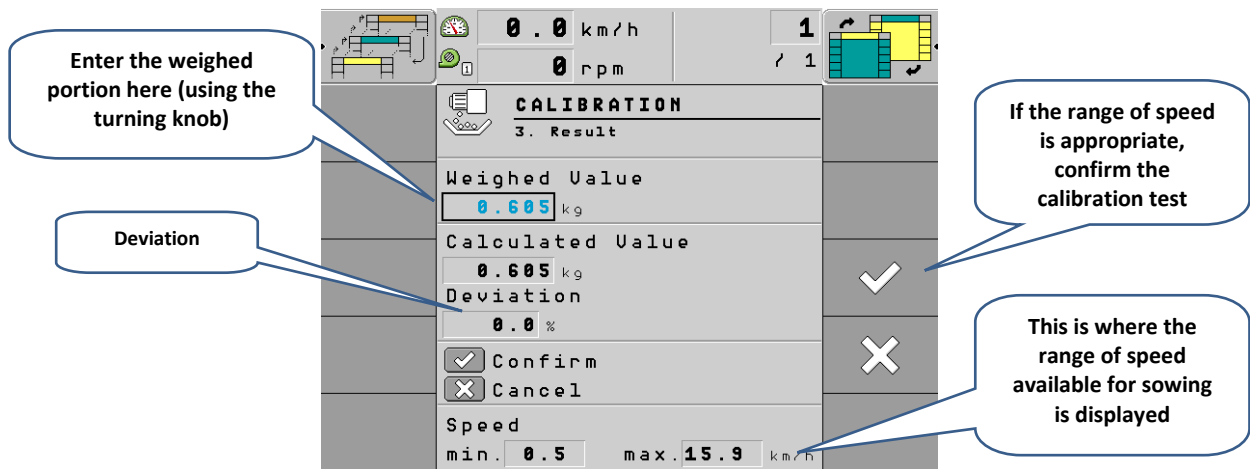 Enter the weighed
portion here (using the
turning knob)
Deviation
0.0 km/h
1
0 rpm
/ 1
1
CALIBRATION
3. Result
Weighed Value
0.605 kg
Calculated Value
0.605 kg
Deviation
0.0 %
Confirm
Cancel
Speed
min. 0.5 max. 15.9 km/h
If the range of speed
is appropriate,
confirm the
calibration test
This is where the
range of speed
available for sowing
is displayed